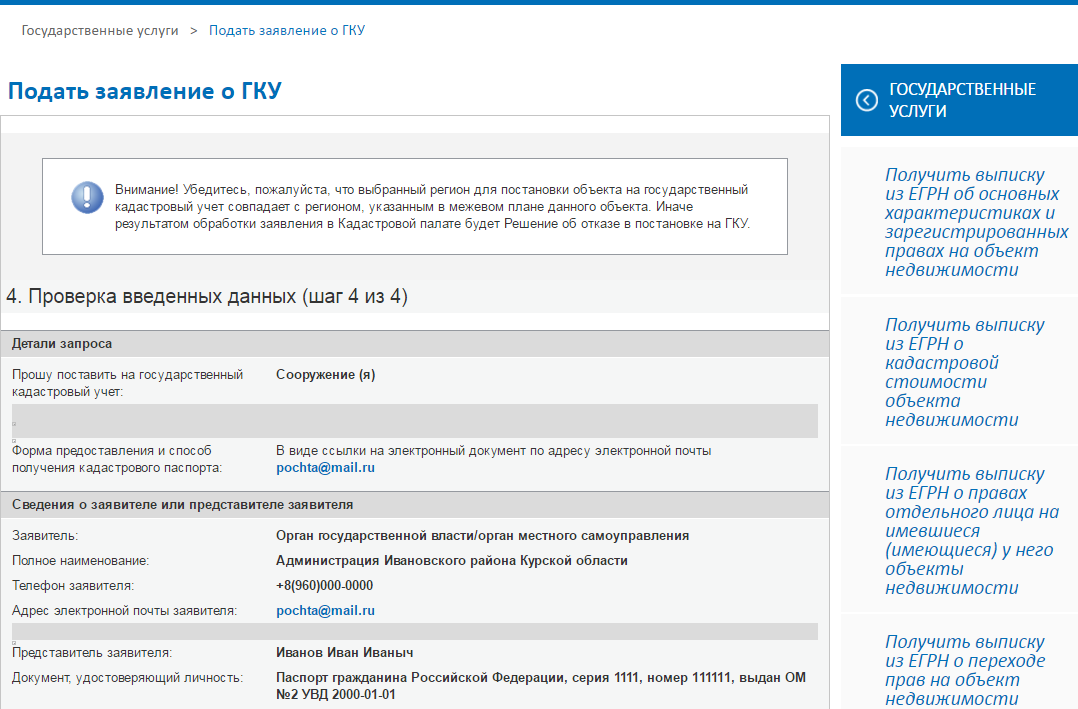 Государственные услуги > Подать заявление о ГКУ
Подать заявление о ГКУ
Внимание! Убедитесь, пожалуйста, что выбранный регион для постановки объекта на государственный
кадастровый учет совпадает с регионом, указанным в межевом плане данного объекта. Иначе
результатом обработки заявления в Кадастровой палате будет Решение об отказе в постановке на ГКУ.
4. Проверка введенных данных (шаг 4 из 4)
Детали запроса
Прошу поставить на государственный
кадастровый учет:
Сооружение (я)
Форма предоставления и способ
получения кадастрового паспорта:
В виде ссылки на электронный документ по адресу электронной почты
pochta@mail.ru
Сведения о заявителе или представителе заявителя
Заявитель:
Орган государственной власти/орган местного самоуправления
Полное наименование:
Администрация Ивановского района Курской области
Телефон заявителя:
+8(960)000-0000
Адрес электронной почты заявителя:
pochta@mail.ru
Представитель заявителя:
Иванов Иван Иваныч
Документ, удостоверяющий личность:
Паспорт гражданина Российской Федерации, серия 1111, номер 111111, выдан ОМ
№2 УВД 2000-01-01
ГОСУДАРСТВЕННЫЕ
УСЛУГИ
Получить выписку
из ЕГРН об основных
характеристиках и
зарегистрированных
правах на объект
недвижимости
Получить выписку
из ЕГРН о
кадастровой
стоимости
объекта
недвижимости
Получить выписку
из ЕГРН о правах
отдельного лица на
имевшиеся
(имеющиеся) у него
объекты
недвижимости
Получить выписку
из ЕГРН о переходе
прав на объект
недвижимости